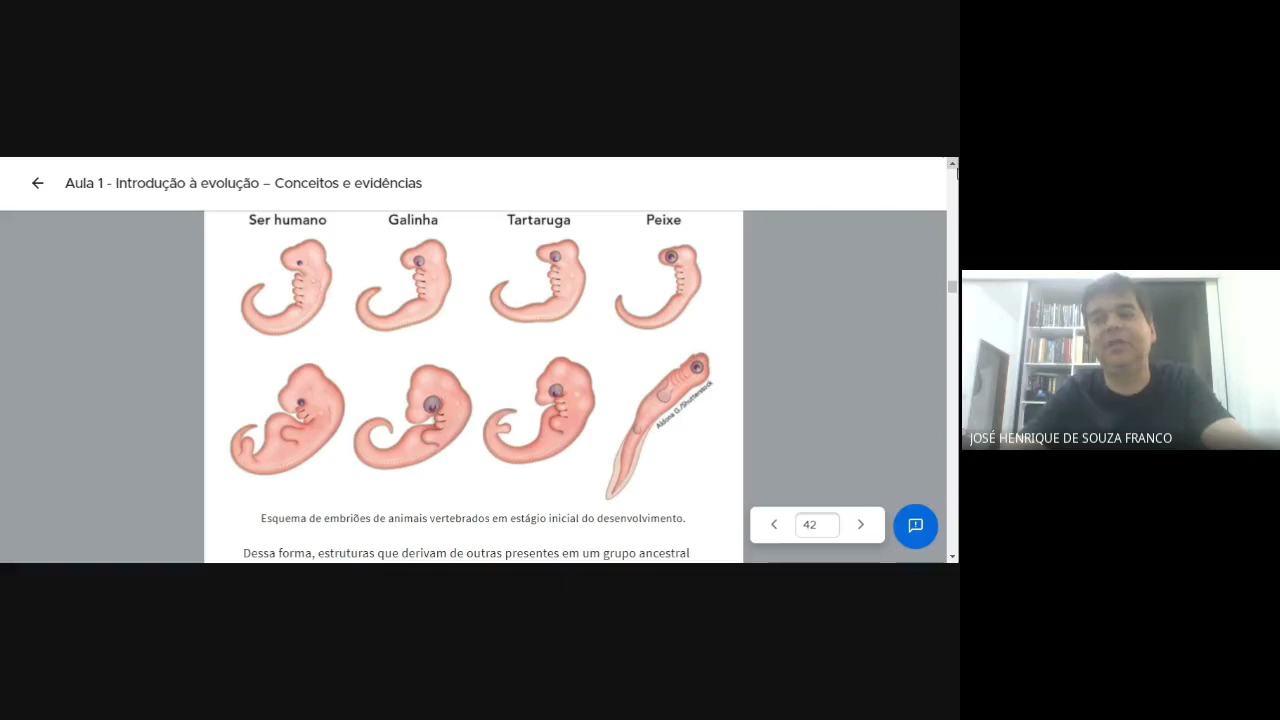 Aula 1 - Introdução à evolução – Conceitos e evidências
Ser humano Galinha Tartaruga Peixe
Aldona G./Shutterstock
Esquema de embriões de animais vertebrados em estágio inicial do desenvolvimento.
42
Dessa forma, estruturas que derivam de outras presentes em um grupo ancestral
JOSÉ HENRIQUE DE SOUZA FRANCO